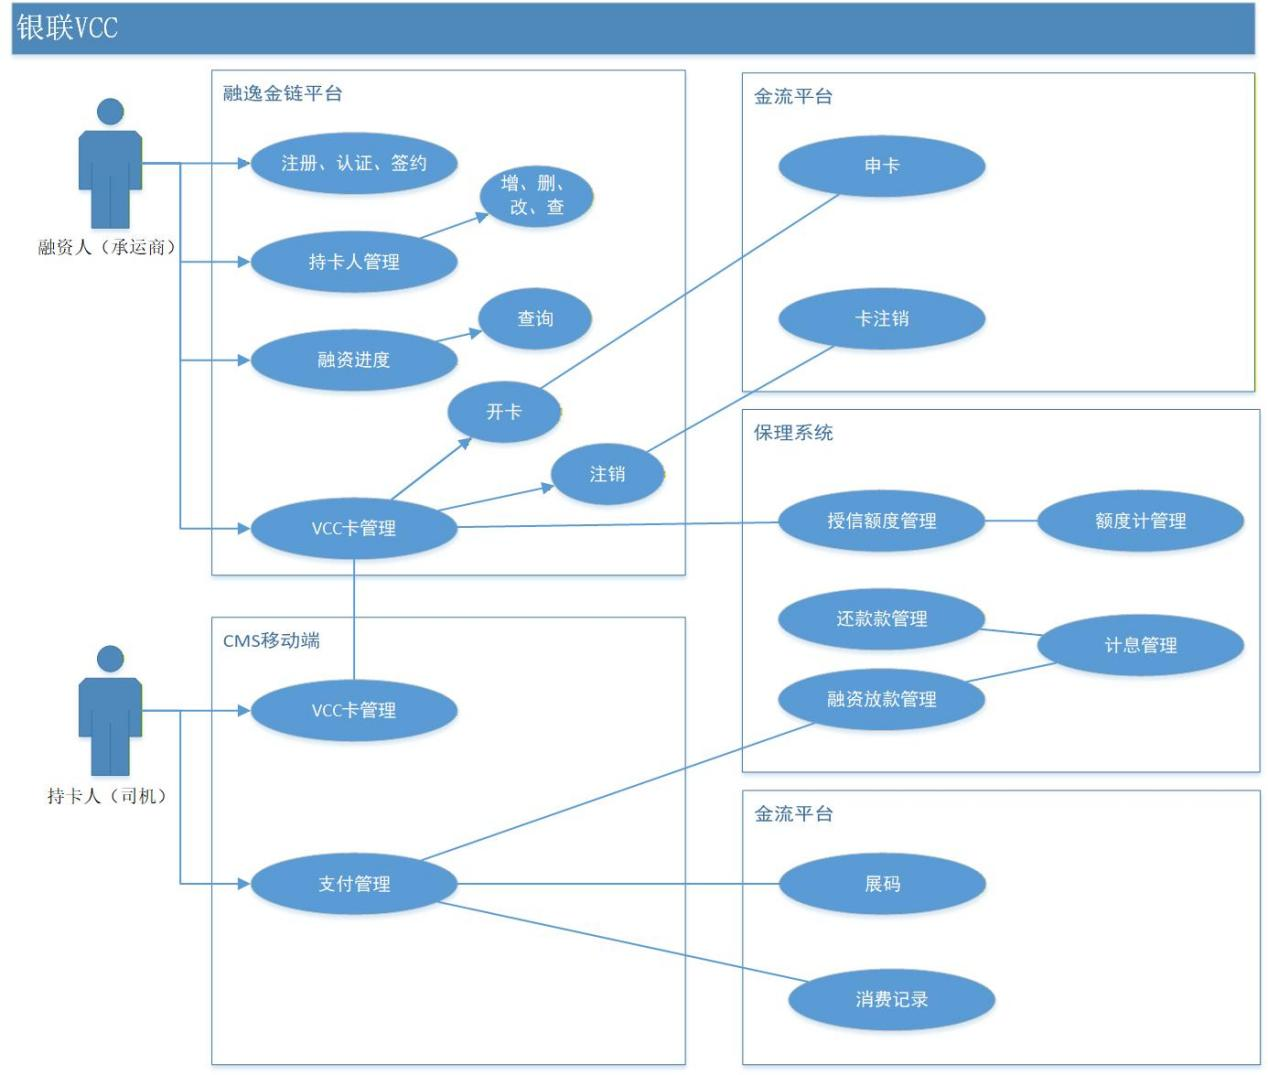 银联VCC
融逸金链平台
金流平台
注册、认证、签约
申卡
增、删、
改、查
融资人（承运商）
持卡人管理
查询
卡注销
融资进度
开卡
保理系统
注销
VCC卡管理
授信额度管理
额度计管理
还款款管理
CMS移动端
计息管理
融资放款管理
VCC卡管理
持卡人（司机）
金流平台
支付管理
展码
消费记录